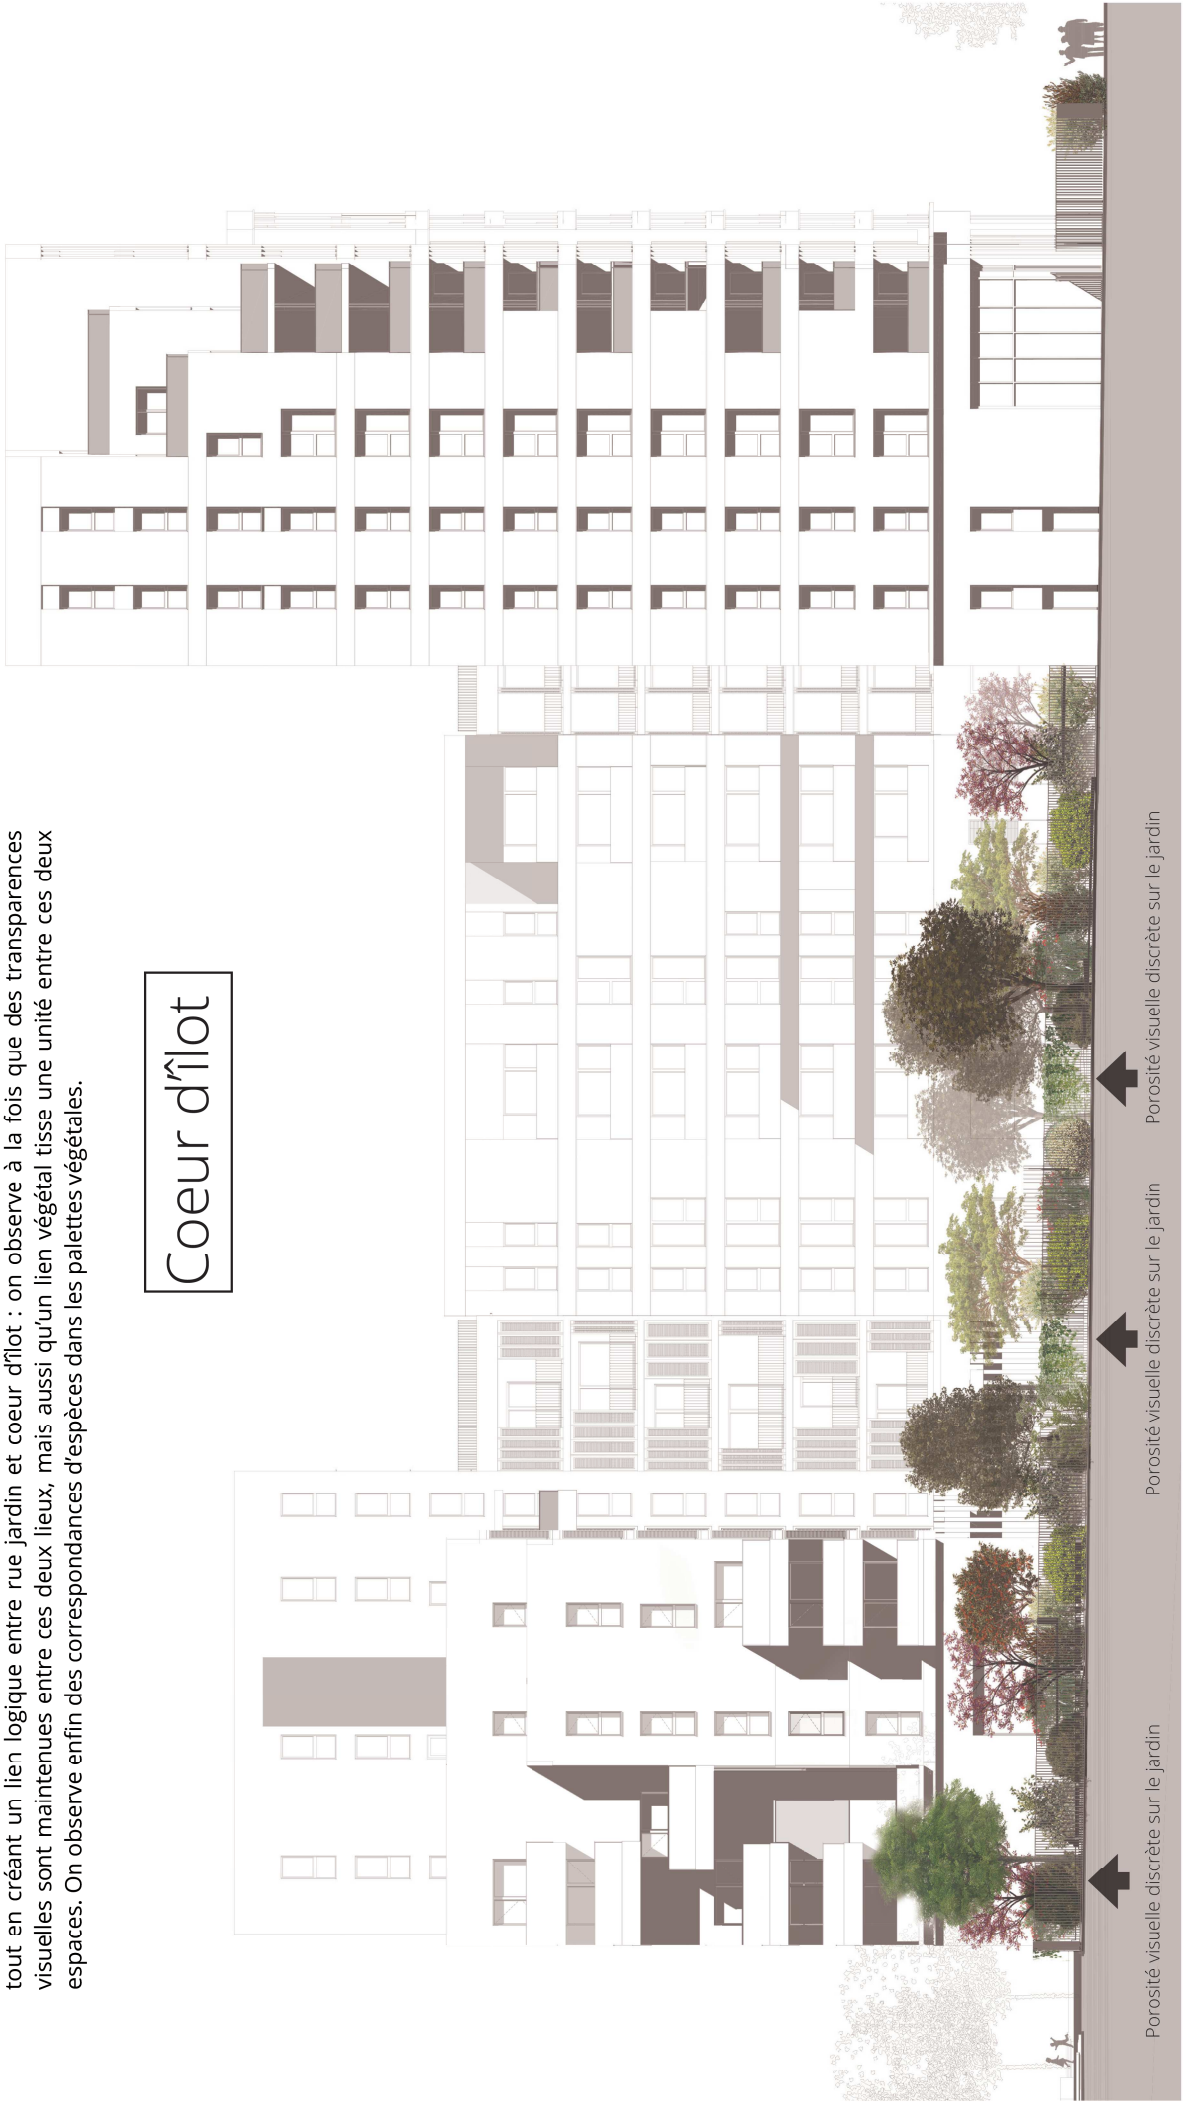 tout en créant un lien logique entre rue jardin et coeur d'îlot : on observe à la fois que des transparences
visuelles sont maintenues entre ces deux lieux, mais aussi qu'un lien végétal tisse une unité entre ces deux
espaces. On observe enfin des correspondances d'espèces dans les palettes végétales.
Coeur d'îlot
Porosité visuelle discrète sur le jardin
Porosité visuelle discrète sur le jardin
Porosité visuelle discrète sur le jardin